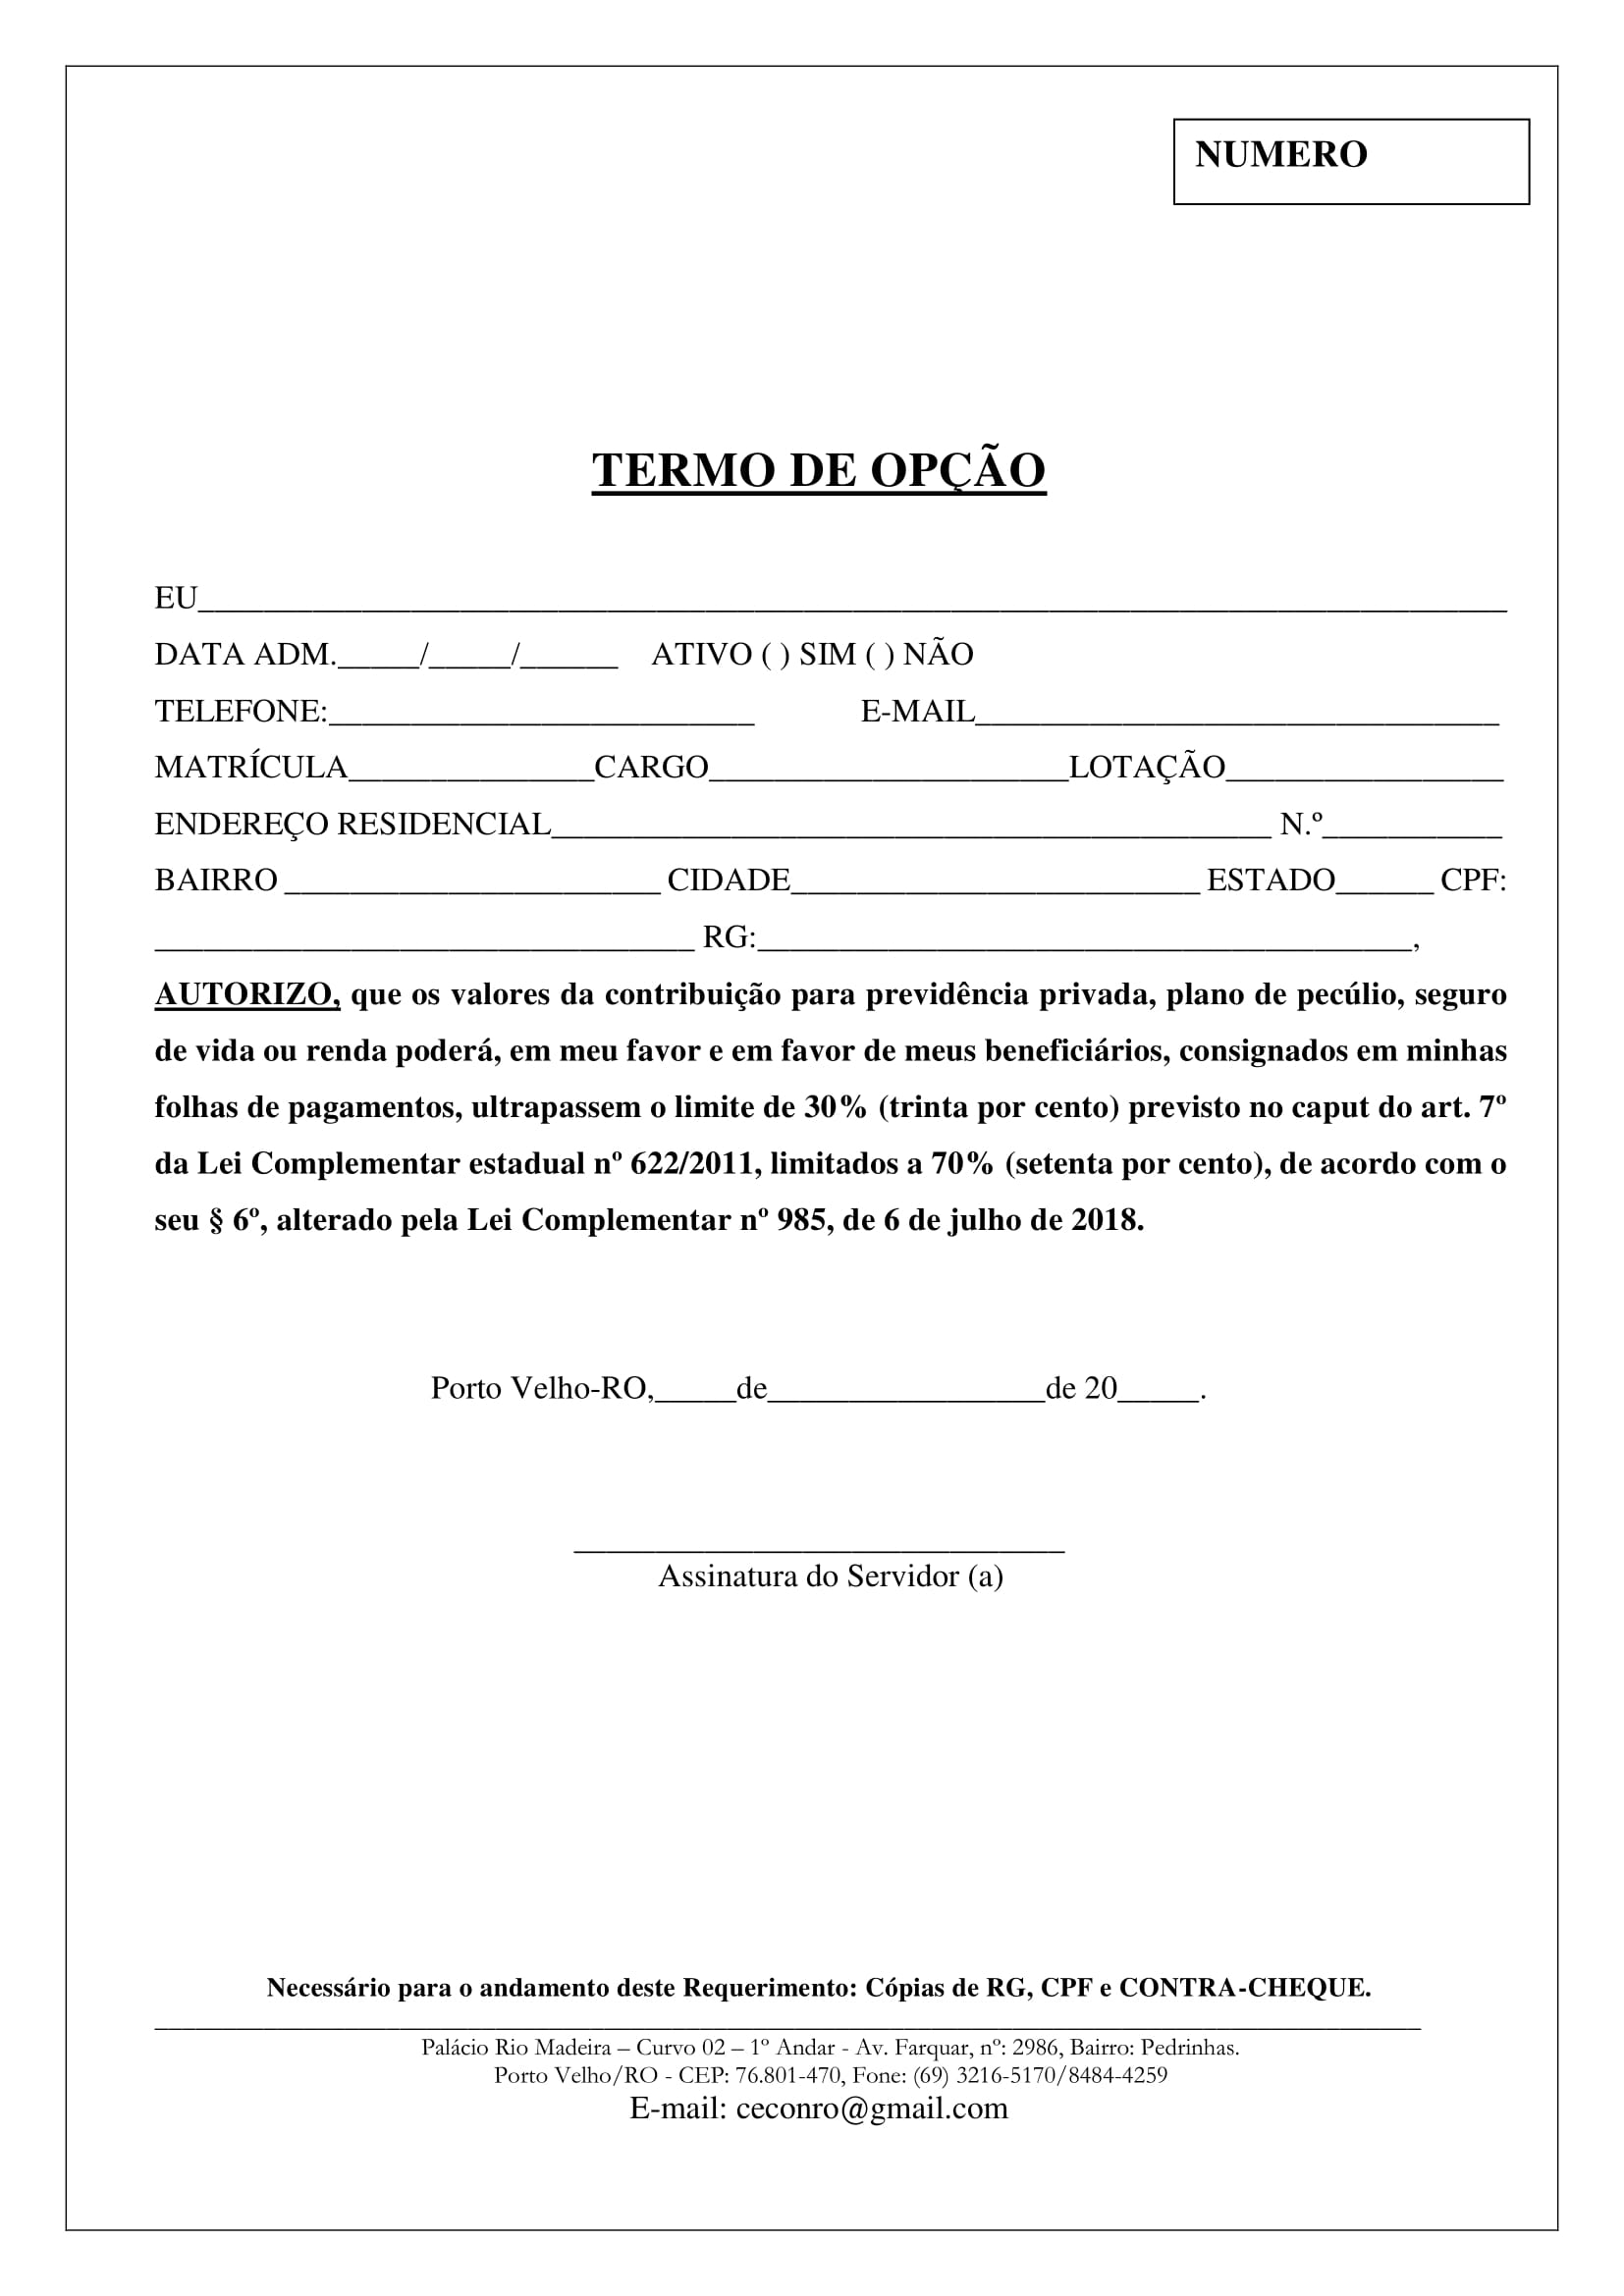 NUMERO
TERMO DE OPÇÃO
EU________________________________________________________________________________
DATA ADM._____/_____/______ ATIVO ( ) SIM ( ) NÃO
TELEFONE:__________________________ E-MAIL________________________________
MATRÍCULA_______________CARGO______________________LOTAÇÃO_________________
ENDEREÇO RESIDENCIAL____________________________________________ N.º___________
BAIRRO _______________________ CIDADE_________________________ ESTADO______ CPF:
_________________________________ RG:________________________________________,
AUTORIZO, que os valores da contribuição para previdência privada, plano de pecúlio, seguro
de vida ou renda poderá, em meu favor e em favor de meus beneficiários, consignados em minhas
folhas de pagamentos, ultrapassem o limite de 30% (trinta por cento) previsto no caput do art. 7º
da Lei Complementar estadual nº 622/2011, limitados a 70% (setenta por cento), de acordo com o
seu § 6º, alterado pela Lei Complementar nº 985, de 6 de julho de 2018.
Porto Velho-RO,_____de_________________de 20_____.
______________________________
Assinatura do Servidor (a)
Necessário para o andamento deste Requerimento: Cópias de RG, CPF e CONTRA-CHEQUE.
Palácio Rio Madeira – Curvo 02 – 1º Andar - Av. Farquar, nº: 2986, Bairro: Pedrinhas.
Porto Velho/RO - CEP: 76.801-470, Fone: (69) 3216-5170/8484-4259
E-mail: ceconro@gmail.com